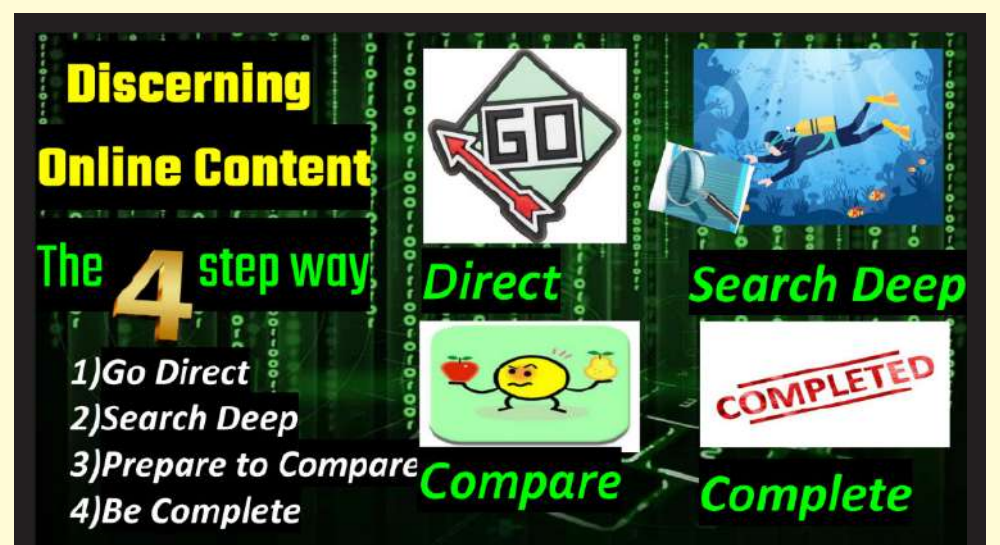 Discerning
Online Content
The 4 step way
1)Go Direct
2)Search Deep
3)Prepare to Compare
4)Be Complete
GO
Direct
Search Deep
Compare
COMPLETED
Complete